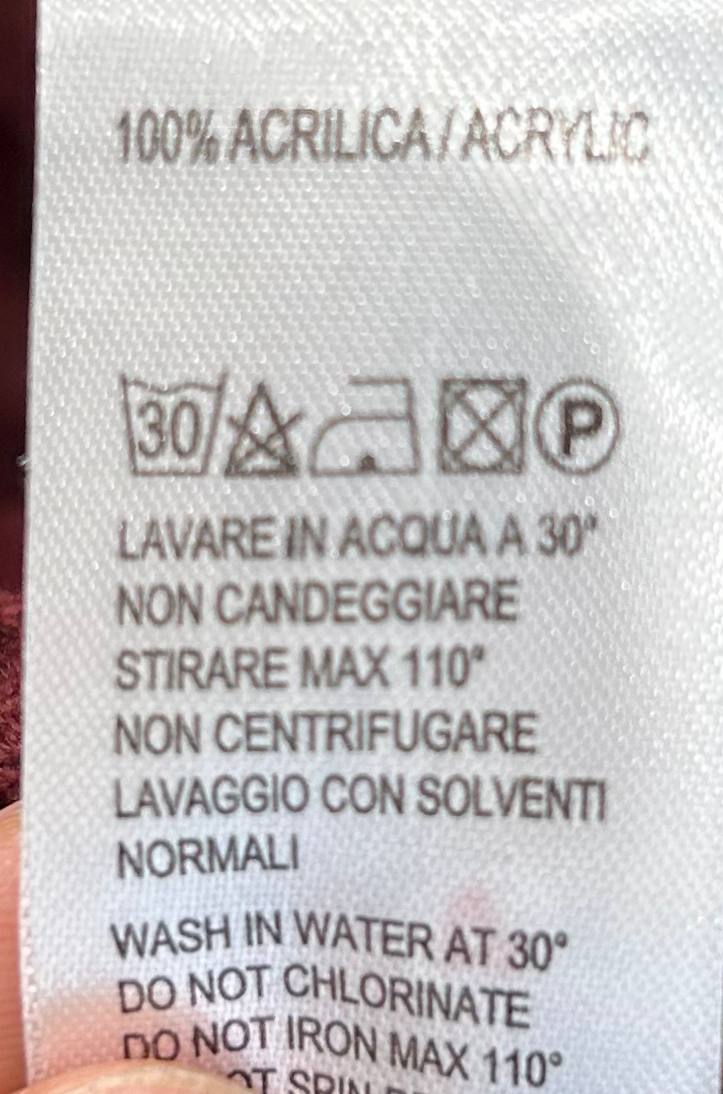 100% ACRILICA / ACRYLIC
30 P
LAVARE IN ACQUA A 30°
NON CANDEGGIARE
STIRARE MAX 110°
NON CENTRIFUGARE
LAVAGGIO CON SOLVENTI
NORMALI
WASH IN WATER AT 30°
DO NOT CHLORINATE
DO NOT IRON MAX 110°
SPIN